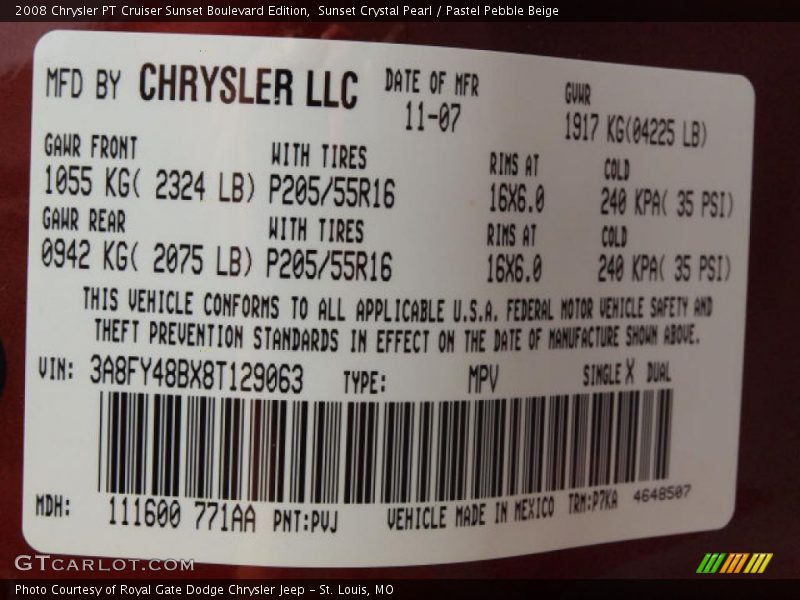 2008 Chrysler PT Cruiser Sunset Boulevard Edition,  Sunset Crystal Pearl / Pastel Pebble Beige
MFD BY CHRYSLER LLC DATE OF MFR GVWR
11-07 1917 KG(04225 LB)
GAWR FRONT WITH TIRES RIMS AT COLD
1055 KG( 2324 LB) P205/55R16 16X6.0 240 KPA( 35 PSI)
GAWR REAR WITH TIRES RIMS AT COLD
0942 KG( 2075 LB) P205/55R16 16X6.0 240 KPA( 35 PSI)
THIS VEHICLE CONFORMS TO ALL APPLICABLE U.S.A. FEDERAL MOTOR VEHICLE SAFETY AND
THEFT PREVENTION STANDARDS IN EFFECT ON THE DATE OF MANUFACTURE SHOWN ABOVE.
VIN: 3A8FY48BX8T129063 TYPE: MPV SINGLE X DUAL
MDH: 111600 771AA PNT:PVJ VEHICLE MADE IN MEXICO TRM:P7KA 4648507
GTCARLOT.COM
Photo Courtesy of Royal Gate Dodge Chrysler Jeep - St. Louis, MO